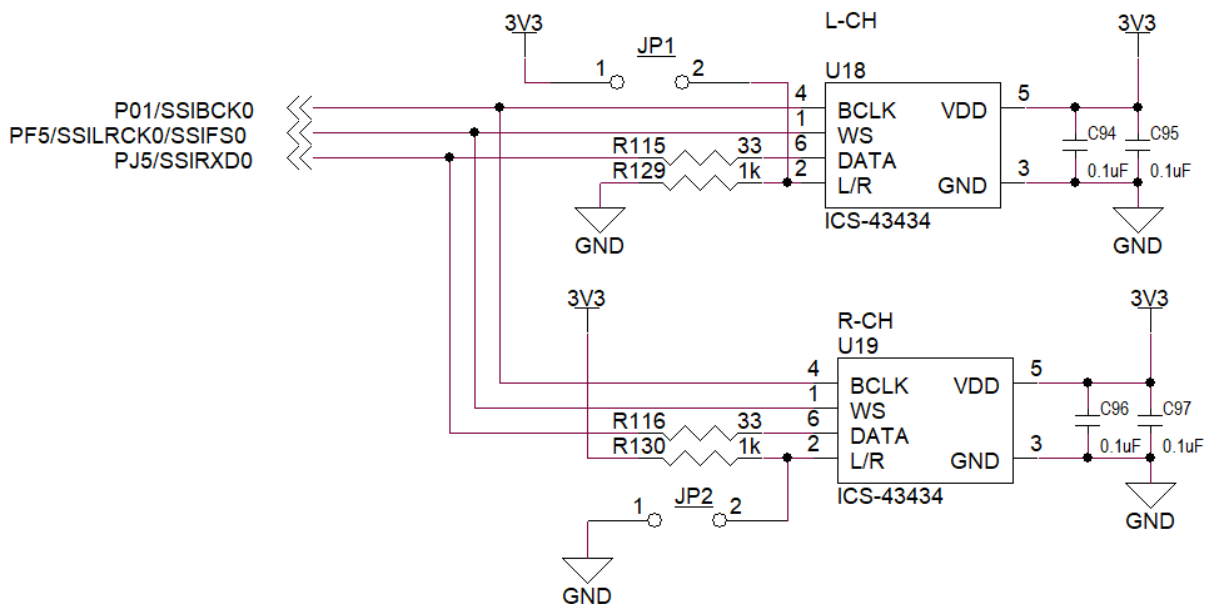 L-CH
3V3
JP1
3V3
1
2
U18
P01/SSIBCK0
4
BCLK
VDD
5
PF5/SSILRCK0/SSIFS0
1
WS
C94
C95
PJ5/SSIRXD0
R115
33
6
DATA
0.1uF
0.1uF
R129
1k
2
L/R
GND
3
ICS-43434
GND
GND
3V3
3V3
R-CH
U19
4
BCLK
VDD
5
1
WS
C96
C97
R116
33
6
DATA
0.1uF
0.1uF
R130
1k
2
L/R
GND
3
ICS-43434
1
JP2
2
GND
GND